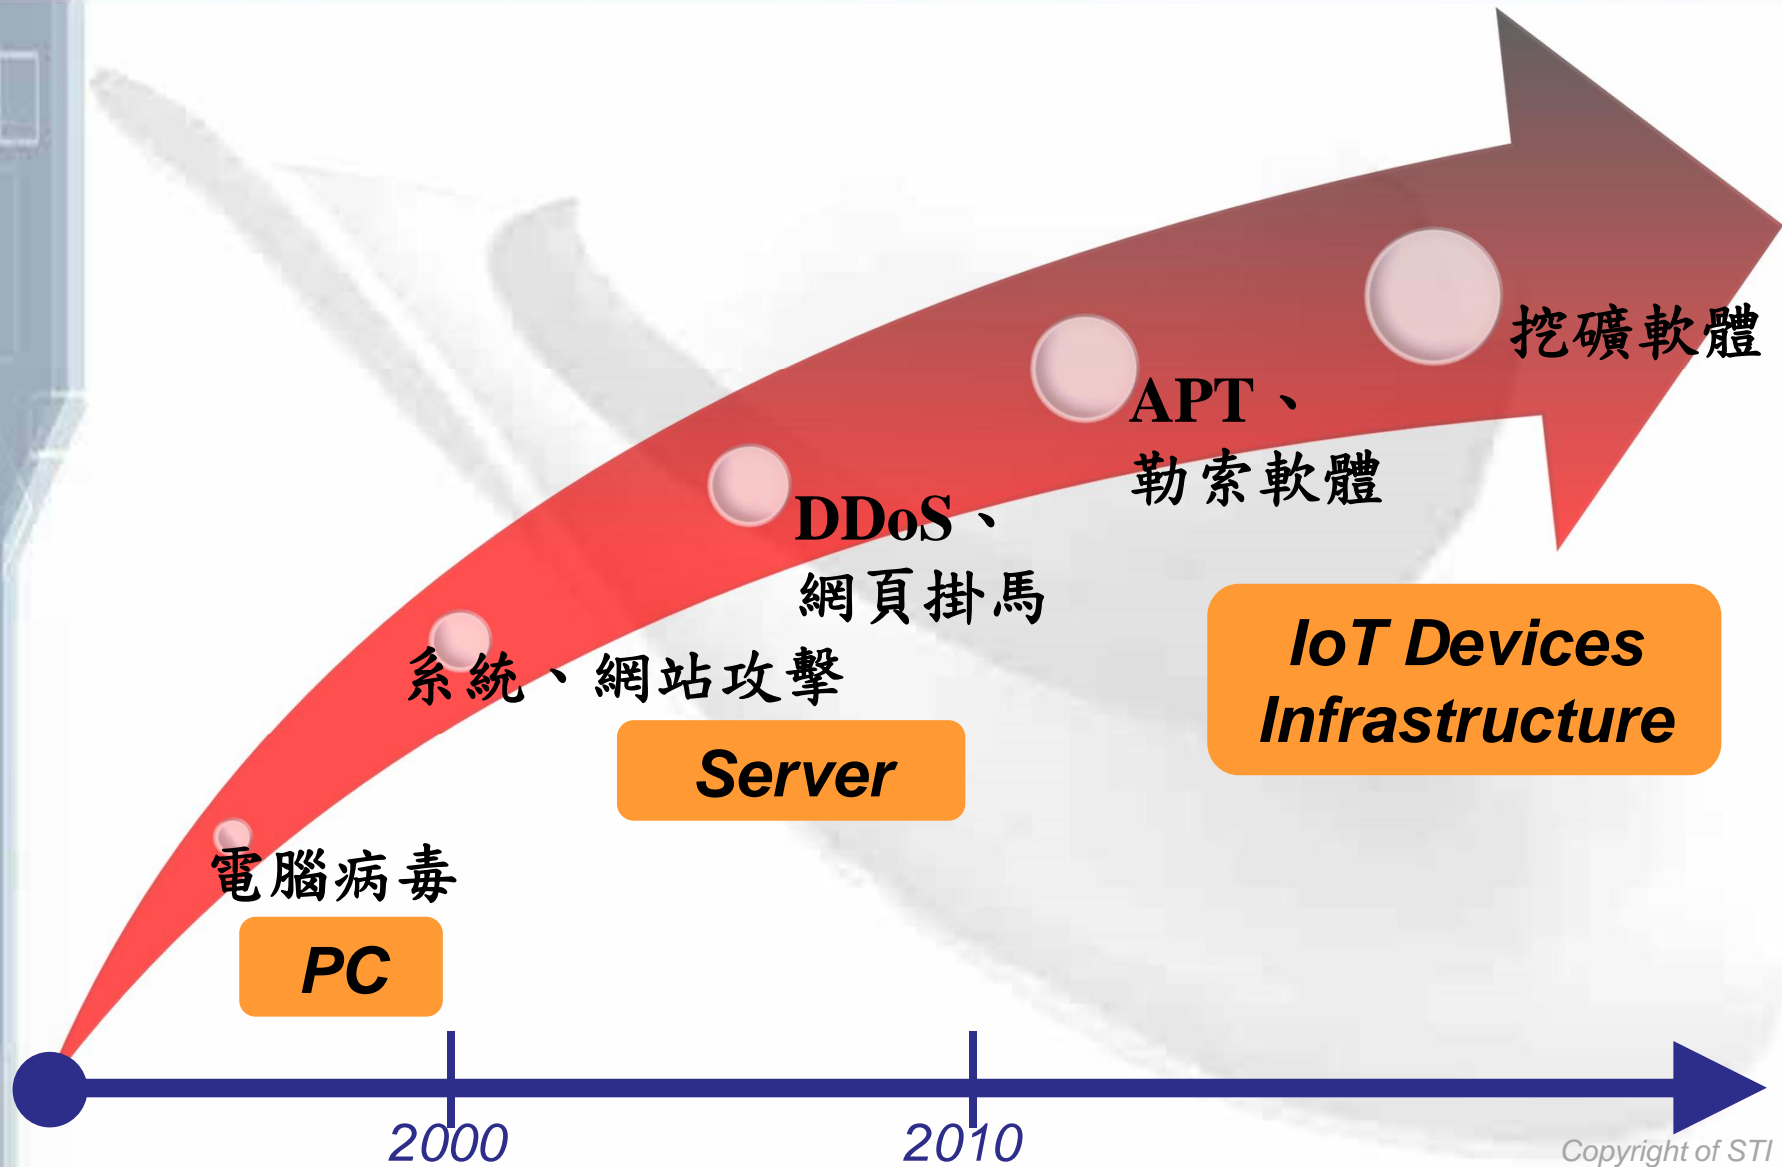 挖礦軟體
APT、
勒索軟體
DDoS、
網頁掛馬
系統、網站攻擊
電腦病毒
IoT Devices
Infrastructure
Server
PC
2000
2010
Copyright of STI